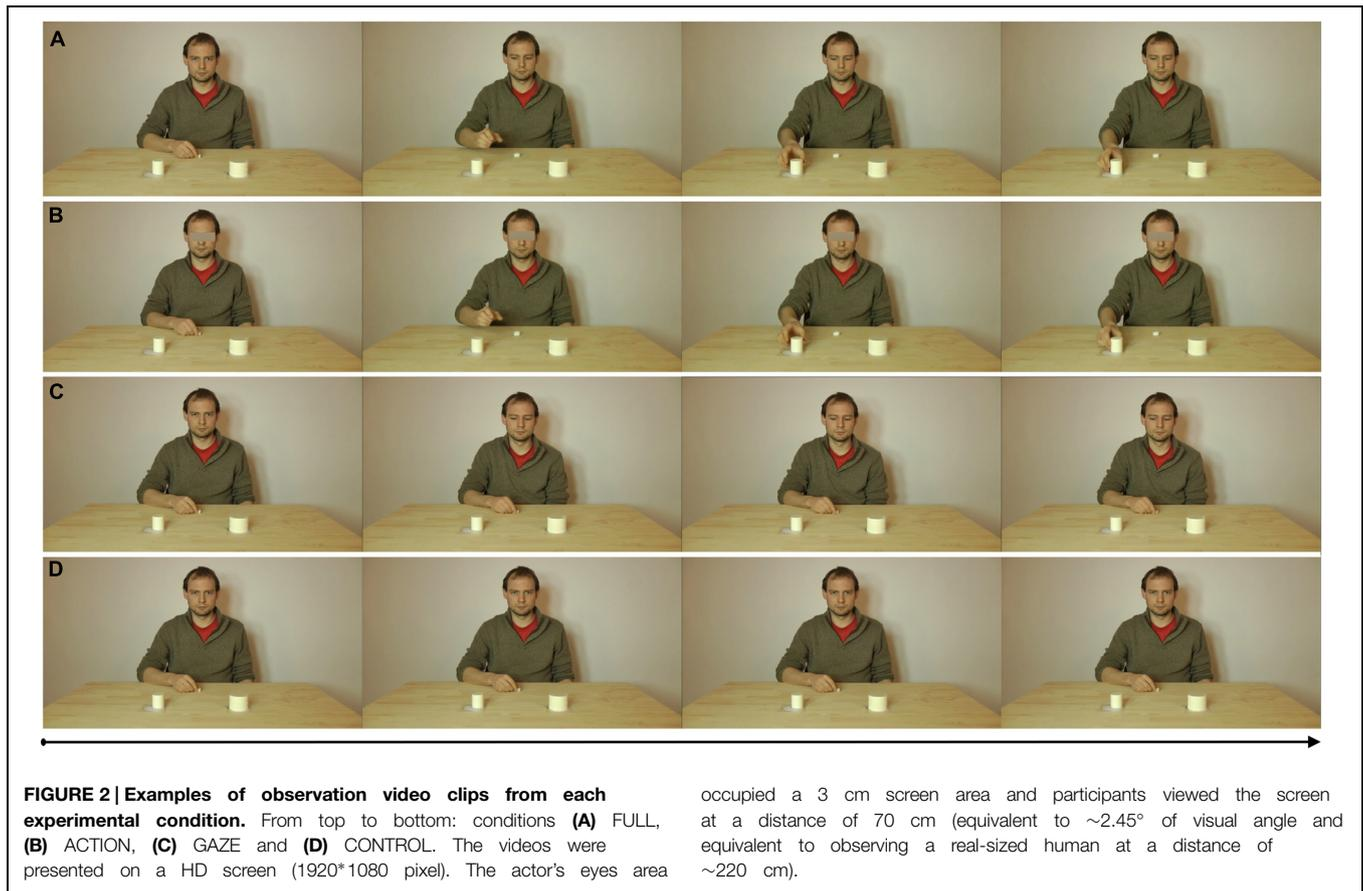 A
B
C
D
FIGURE 2 | Examples of observation video clips from each
experimental condition. From top to bottom: conditions (A) FULL,
(B) ACTION, (C) GAZE and (D) CONTROL. The videos were
presented on a HD screen (1920*1080 pixel). The actor's eyes area
occupied a 3 cm screen area and participants viewed the screen
at a distance of 70 cm (equivalent to ~2.45° of visual angle and
equivalent to observing a real-sized human at a distance of
~220 cm).